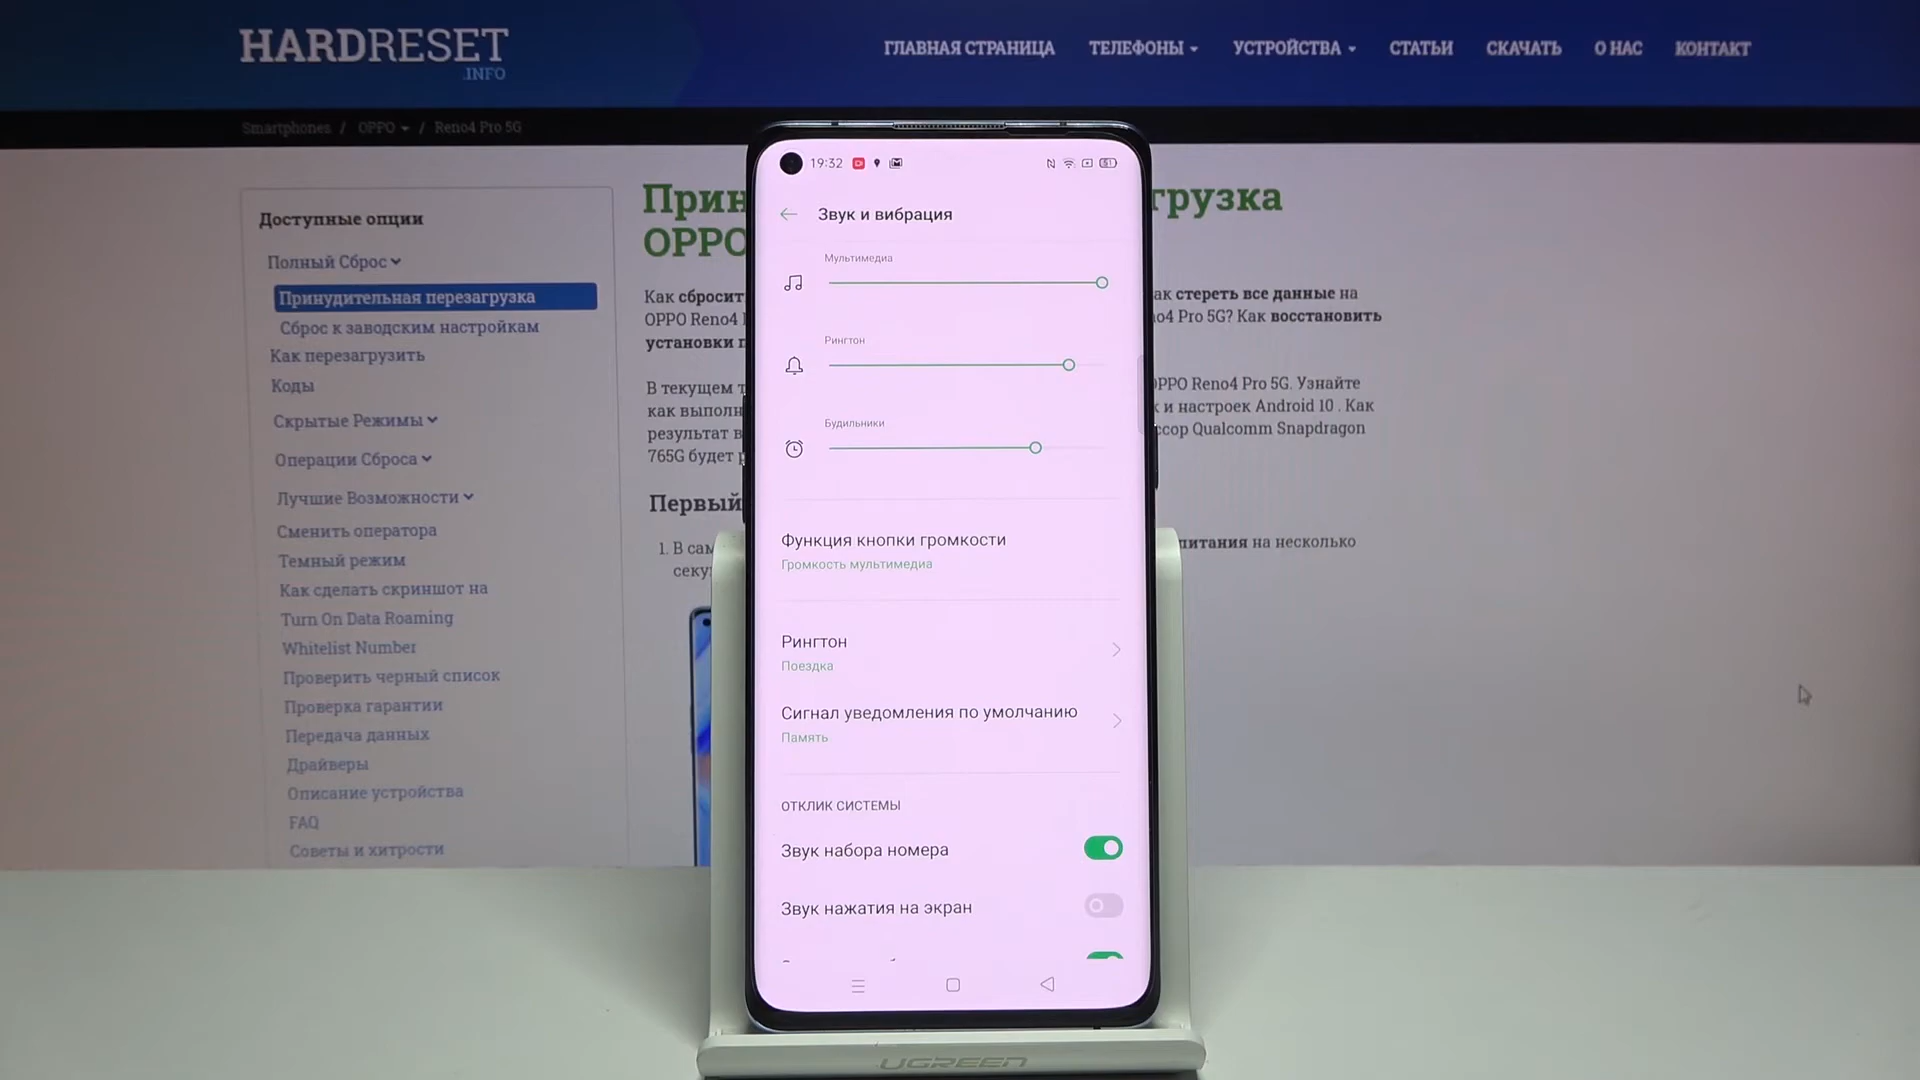 HARDRESET
.INFO
ГЛАВНАЯ СТРАНИЦА ТЕЛЕФОНЫ УСТРОЙСТВА СТАТЬИ СКАЧАТЬ О НАС КОНТАКТ
Smartphones / OPPO / Reno4 Pro 5G
Доступные опции
Полный Сброс
Принудительная перезагрузка
Сброс к заводским настройкам
Как перезагрузить
Коды
Скрытые Режимы
Операции Сброса
Лучшие Возможности
Сменить оператора
Темный режим
Как сделать скриншот на
Turn On Data Roaming
Whitelist Number
Проверить черный список
Проверка гарантии
Передача данных
Драйверы
Описание устройства
FAQ
Советы и хитрости
Прин
грузка
OPPO
Как сбросит
ак стереть все данные на
OPPO Reno4
o4 Pro 5G? Как восстановить
установки
В текущем т
OPPO Reno4 Pro 5G. Узнайте
как выполн
к и настроек Android 10 . Как
результат в
ссор Qualcomm Snapdragon
765G будет
Первый
1. В сам
питания на несколько
секу
19:32
51
Звук и вибрация
Мультимедиа
Рингтон
Будильники
Функция кнопки громкости
Громкость мультимедиа
Рингтон
Поездка
Сигнал уведомления по умолчанию
Память
ОТКЛИК СИСТЕМЫ
Звук набора номера
Звук нажатия на экран
UGREEN